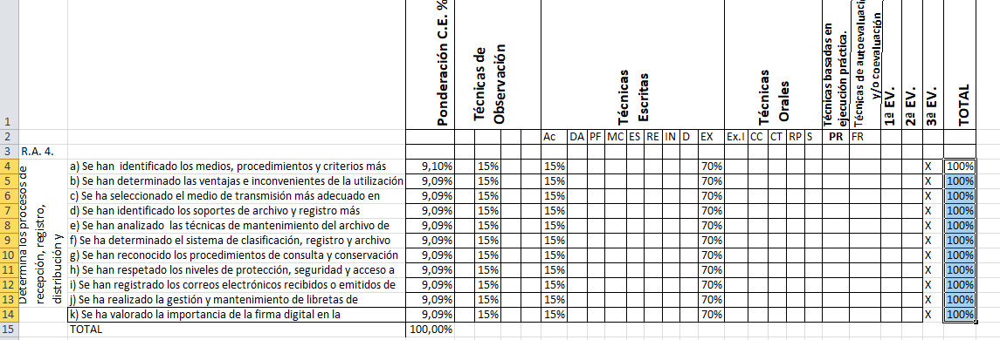 1 Ponderación C.E. % Técnicas de Observación Técnicas Escritas Técnicas Orales Técnicas basadas en ejecución práctica. Técnicas de autoevaluaci y/o coevaluación 1ª EV. 2ª EV. 3ª EV. TOTAL
2 Ac DA PF MC ES RE IN D EX Ex.I CC CT RP S PR FR
3 R.A. 4.
Determina los procesos de
recepción, registro,
distribución y
4 a) Se han identificado los medios, procedimientos y criterios más 9,10% 15% 15% 70% X 100%
5 b) Se han determinado las ventajas e inconvenientes de la utilización 9,09% 15% 15% 70% X 100%
6 c) Se ha seleccionado el medio de transmisión más adecuado en 9,09% 15% 15% 70% X 100%
7 d) Se han identificado los soportes de archivo y registro más 9,09% 15% 15% 70% X 100%
8 e) Se han analizado las técnicas de mantenimiento del archivo de 9,09% 15% 15% 70% X 100%
9 f) Se ha determinado el sistema de clasificación, registro y archivo 9,09% 15% 15% 70% X 100%
10 g) Se han reconocido los procedimientos de consulta y conservación 9,09% 15% 15% 70% X 100%
11 h) Se han respetado los niveles de protección, seguridad y acceso a 9,09% 15% 15% 70% X 100%
12 i) Se han registrado los correos electrónicos recibidos o emitidos de 9,09% 15% 15% 70% X 100%
13 j) Se ha realizado la gestión y mantenimiento de libretas de 9,09% 15% 15% 70% X 100%
14 k) Se ha valorado la importancia de la firma digital en la 9,09% 15% 15% 70% X 100%
15 TOTAL 100,00%